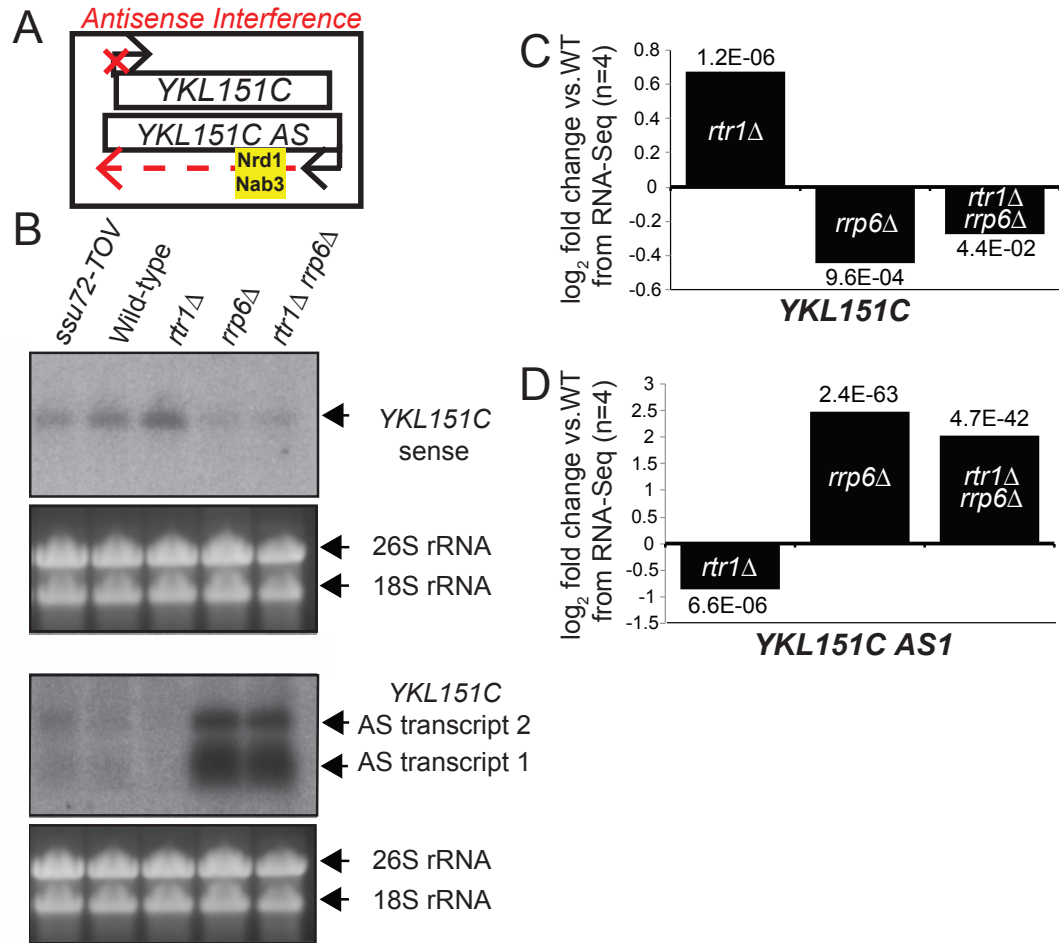 A
Antisense Interference
YKL151C
YKL151C AS
Nrd1
Nab3
B
ssu72-TOV
Wild-type
rtr1Δ
rrp6Δ
rtr1Δ rrp6Δ
YKL151C
sense
26S rRNA
18S rRNA
YKL151C
AS transcript 2
AS transcript 1
26S rRNA
18S rRNA
C
log2 fold change vs.WT
from RNA-Seq (n=4)
0.8
0.6
0.4
0.2
0
-0.2
-0.4
-0.6
1.2E-06
rtr1Δ
rrp6Δ
9.6E-04
rtr1Δ
rrp6Δ
4.4E-02
YKL151C
D
log2 fold change vs.WT
from RNA-Seq (n=4)
3
2.5
2
1.5
1
0.5
0
-0.5
-1
-1.5
rtr1Δ
6.6E-06
2.4E-63
rrp6Δ
4.7E-42
rtr1Δ
rrp6Δ
YKL151C AS1